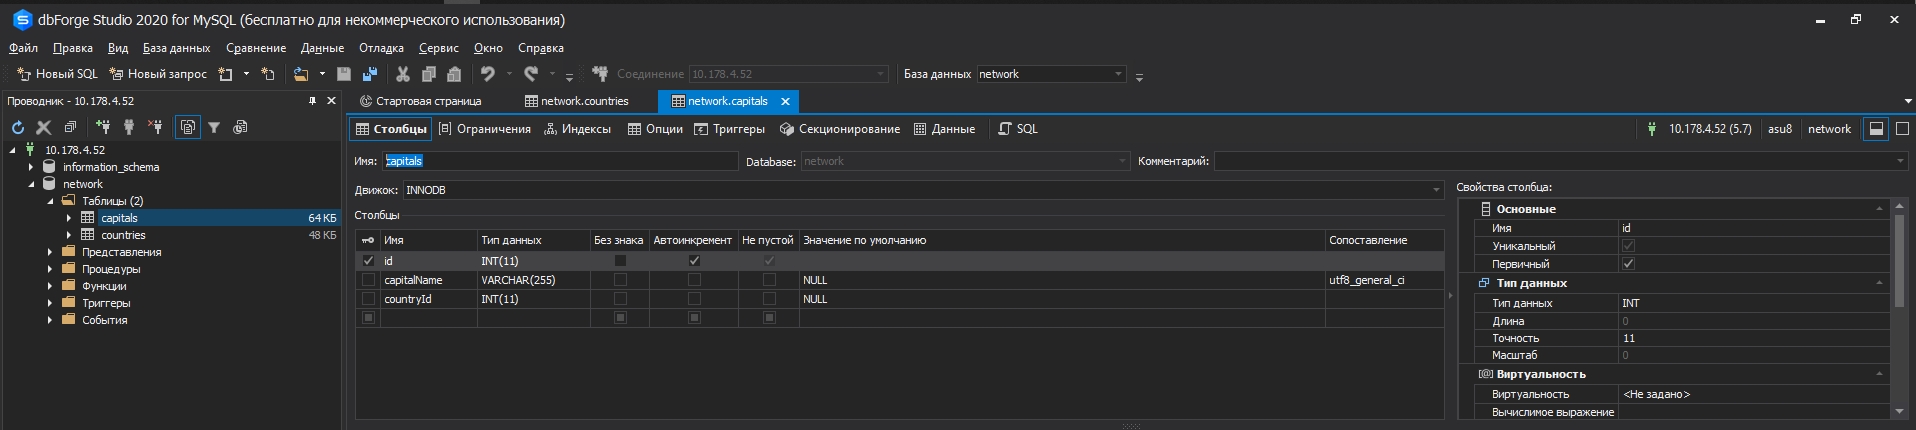 dbForge Studio 2020 for MySQL (бесплатно для некоммерческого использования)
Файл Правка Вид База данных Сравнение Данные Отладка Сервис Окно Справка
Новый SQL Новый запрос Соединение 10.178.4.52 База данных network
Проводник - 10.178.4.52
10.178.4.52
information_schema
network
Таблицы (2)
capitals 64 КБ
countries 48 КБ
Представления
Процедуры
Функции
Триггеры
События
Стартовая страница network.countries network.capitals
Столбцы Ограничения Индексы Опции Триггеры Секционирование Данные SQL 10.178.4.52 (5.7) asu8 network
Имя: capitals Database: network Комментарий:
Движок: INNODB
Столбцы
Имя Тип данных Без знака Автоинкремент Не пустой Значение по умолчанию Сопоставление
id INT(11)
capitalName VARCHAR(255) NULL utf8_general_ci
countryId INT(11) NULL
Свойства столбца:
Основные
Имя id
Уникальный
Первичный
Тип данных
Тип данных INT
Длина 0
Точность 11
Масштаб 0
Виртуальность
Виртуальность <Не задано>
Вычислимое выражение